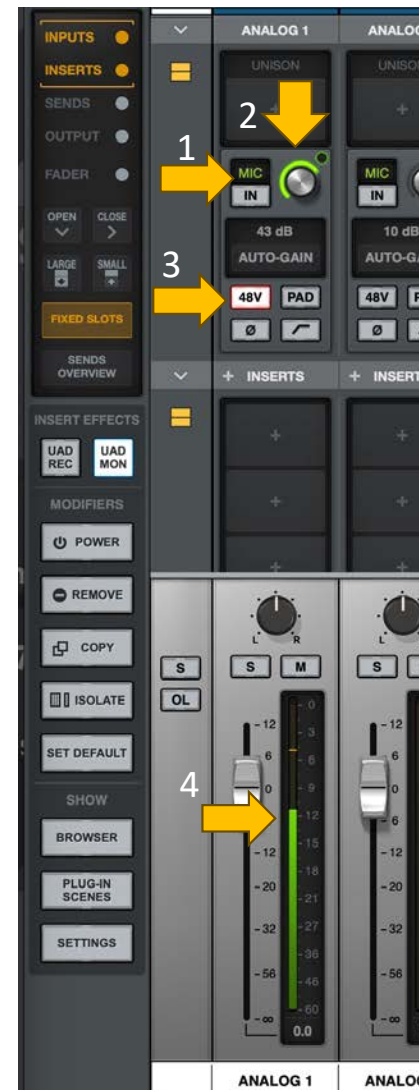 INPUTS
INSERTS
SENDS
OUTPUT
FADER
OPEN CLOSE
LARGE SMALL
FIXED SLOTS
SENDS
OVERVIEW
INSERT EFFECTS
UAD
REC
UAD
MON
MODIFIERS
POWER
REMOVE
COPY
ISOLATE
SET DEFAULT
SHOW
BROWSER
PLUG-IN
SCENES
SETTINGS
ANALOG 1
UNISON
+
2
1
MIC
IN
43 dB
AUTO-GAIN
3
48V PAD
Ø
+ INSERTS
+
+
+
L R
S
OL
S M
- 12
6
0
- 12
- 20
- 32
- 56
- ∞
0
3
6
9
12
15
18
21
27
36
46
60
0.0
4
ANALOG 1
UNISON
+
MIC
IN
10 dB
48V
Ø
+
+
+
+
L
S
- 12
6
0
6
- 12
- 20
- 32
- 56
- ∞